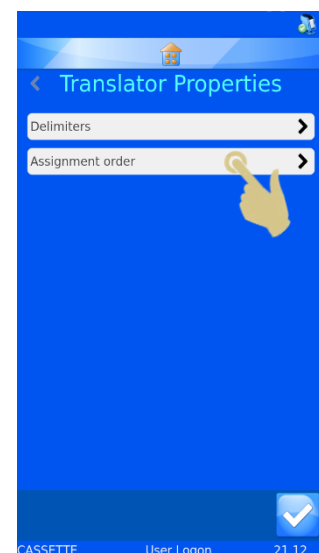 Translator Properties
Delimiters
Assignment order
CASSETTE User Logon 21 12